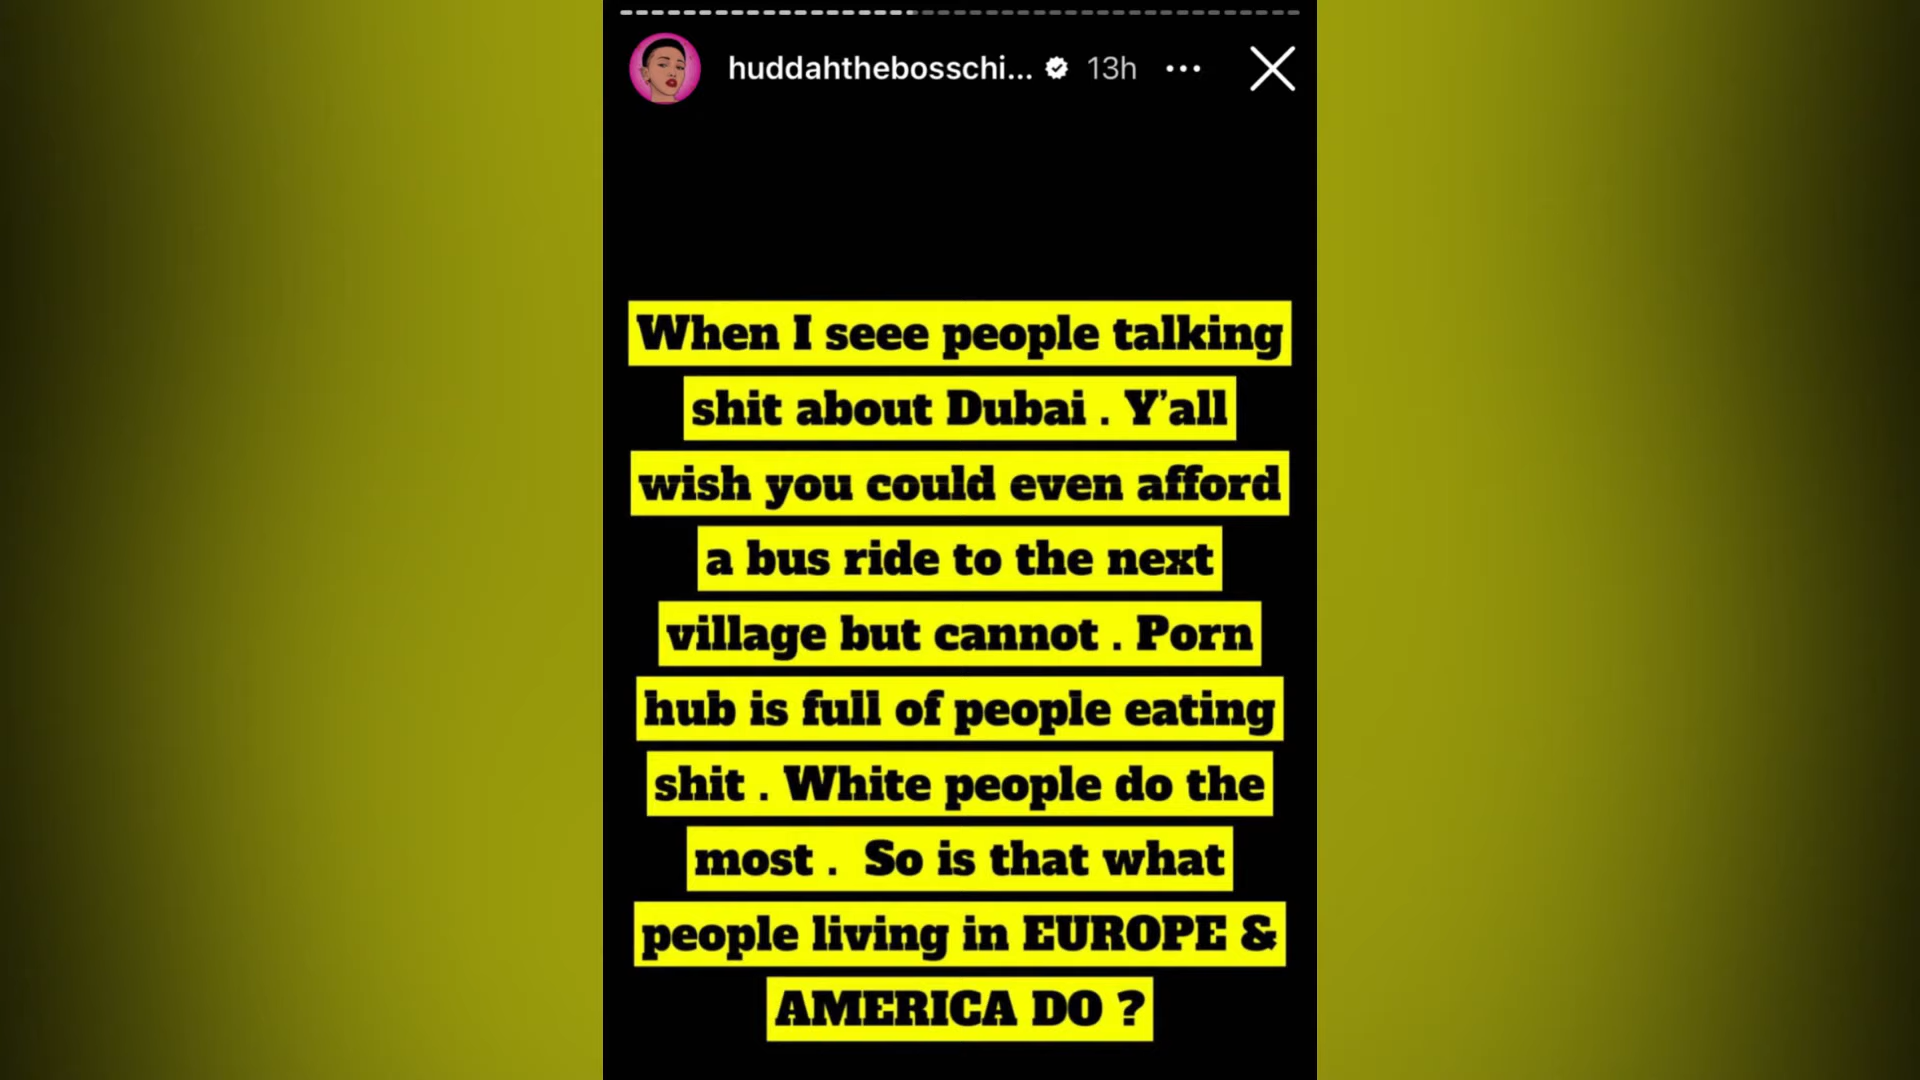 huddahthebosschi... 13h
When I seee people talking
shit about Dubai . Y'all
wish you could even afford
a bus ride to the next
village but cannot . Porn
hub is full of people eating
shit . White people do the
most .  So is that what
people living in EUROPE &
AMERICA DO ?